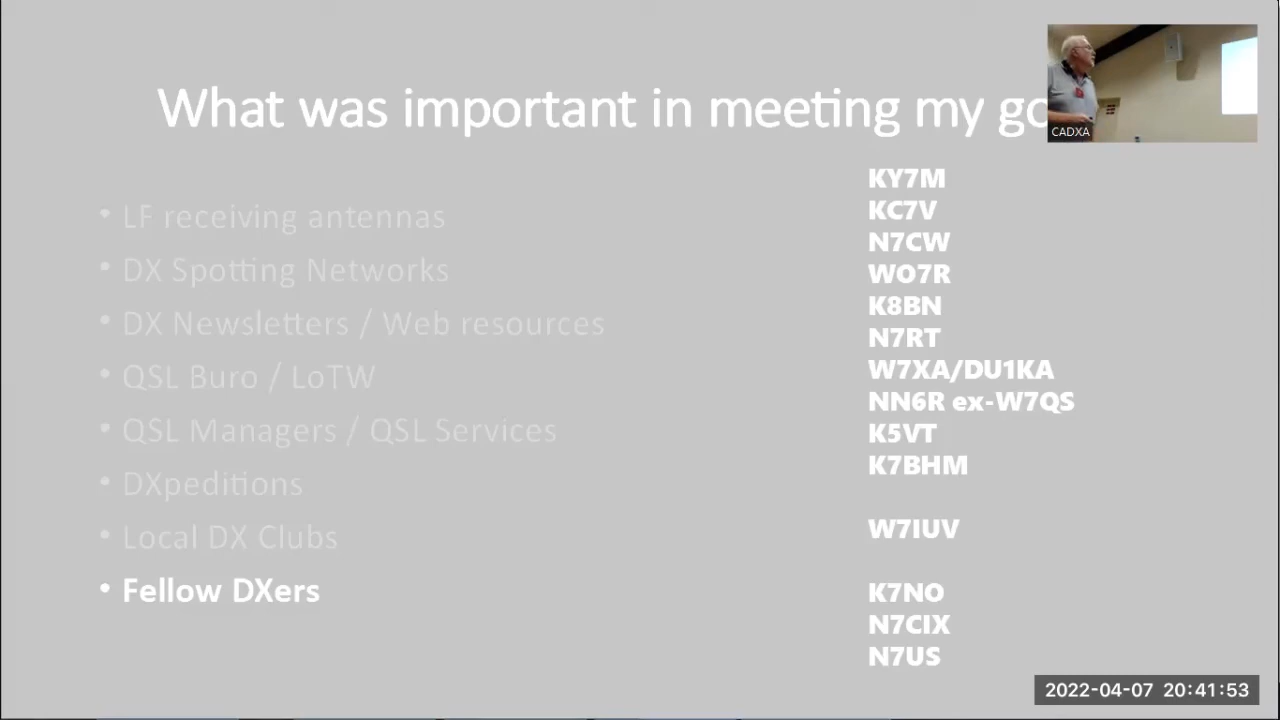 What was important in meeting my go
CADXA
• LF receiving antennas
• DX Spotting Networks
• DX Newsletters / Web resources
• QSL Buro / LoTW
• QSL Managers / QSL Services
• DXpeditions
• Local DX Clubs
• Fellow DXers
KY7M
KC7V
N7CW
WO7R
K8BN
N7RT
W7XA/DU1KA
NN6R ex-W7QS
K5VT
K7BHM
W7IUV
K7NO
N7CIX
N7US
2022-04-07 20:41:53